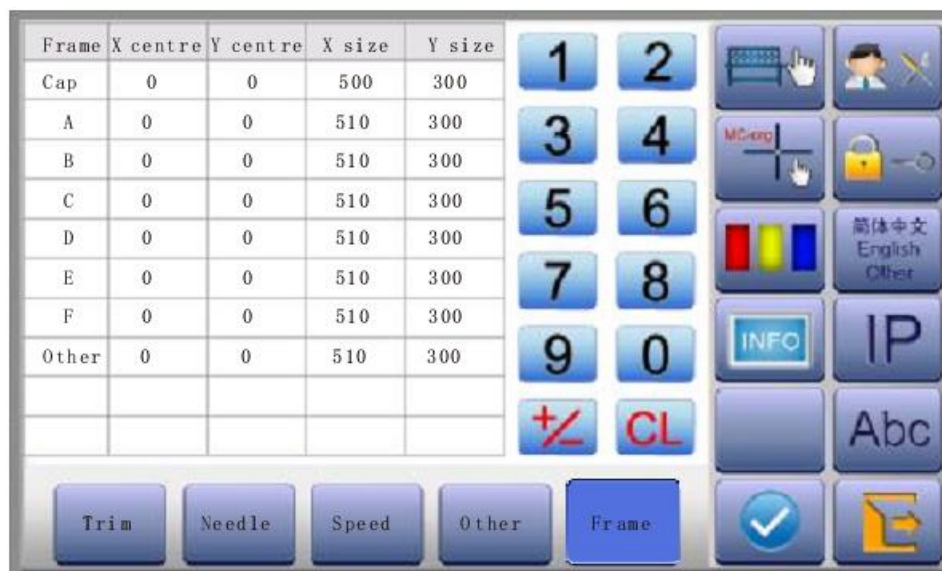 Frame X centre Y centre X size Y size
Cap 0 0 500 300
A 0 0 510 300
B 0 0 510 300
C 0 0 510 300
D 0 0 510 300
E 0 0 510 300
F 0 0 510 300
Other 0 0 510 300
1 2
3 4
5 6
7 8
9 0
+/- CL
MC-org
简体中文
English
Other
INFO
IP
Abc
Trim Needle Speed Other Frame